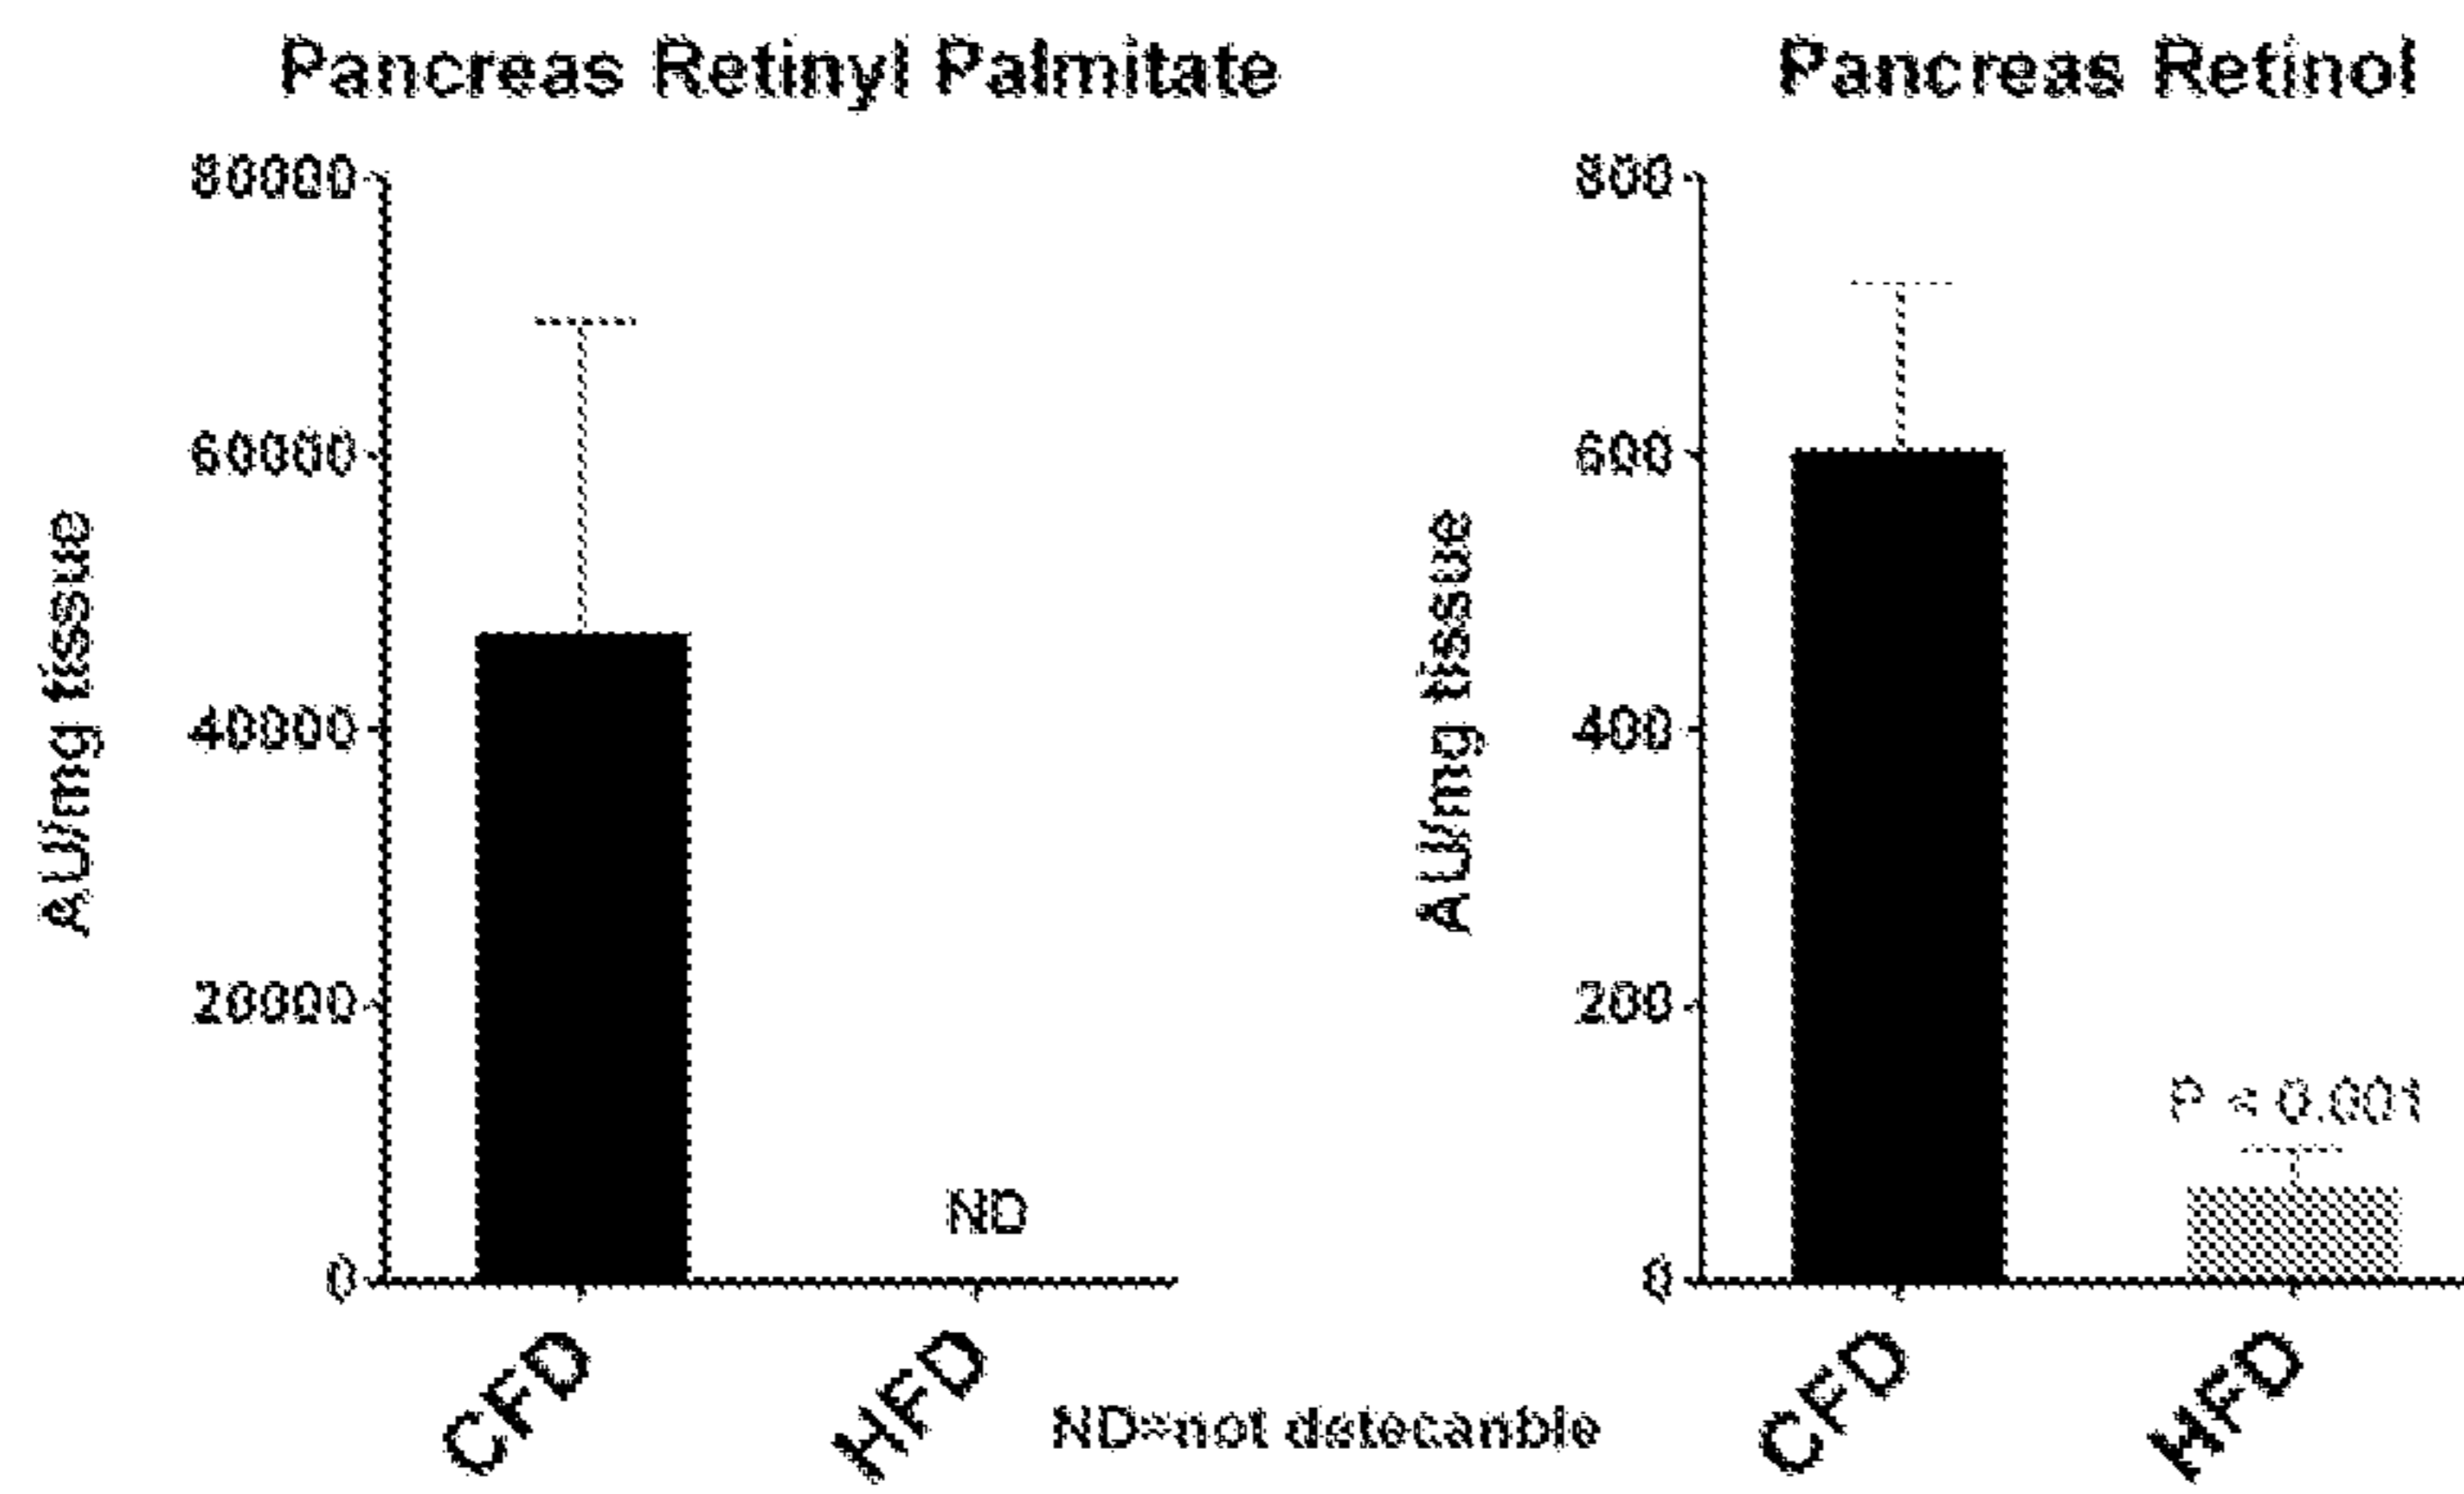 Pancreas Retinyl Palmitate
AU/mg tissue
80000
60000
40000
20000
0
ND
CFD
HFD
ND=not detecanble
Pancreas Retinol
AU/mg tissue
800
600
400
200
0
P < 0.001
CFD
HFD